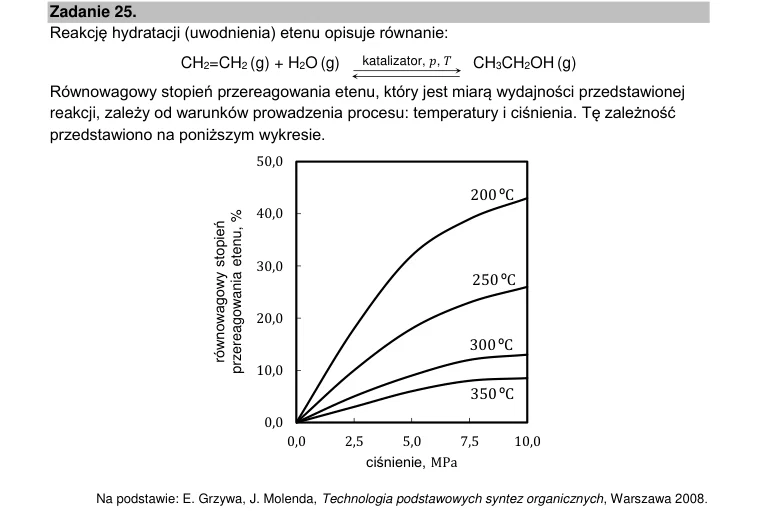 Zadanie 25.
Reakcję hydratacji (uwodnienia) etenu opisuje równanie:
CH₂=CH₂ (g) + H₂O (g) katalizator, p, T CH₃CH₂OH (g)
Równowagowy stopień przereagowania etenu, który jest miarą wydajności przedstawionej
reakcji, zależy od warunków prowadzenia procesu: temperatury i ciśnienia. Tę zależność
przedstawiono na poniższym wykresie.
równowagowy stopień
przereagowania etenu, %
50,0
40,0
30,0
20,0
10,0
0,0
200 ºC
250 ºC
300 ºC
350 ºC
0,0 2,5 5,0 7,5 10,0
ciśnienie, MPa
Na podstawie: E. Grzywa, J. Molenda, Technologia podstawowych syntez organicznych, Warszawa 2008.